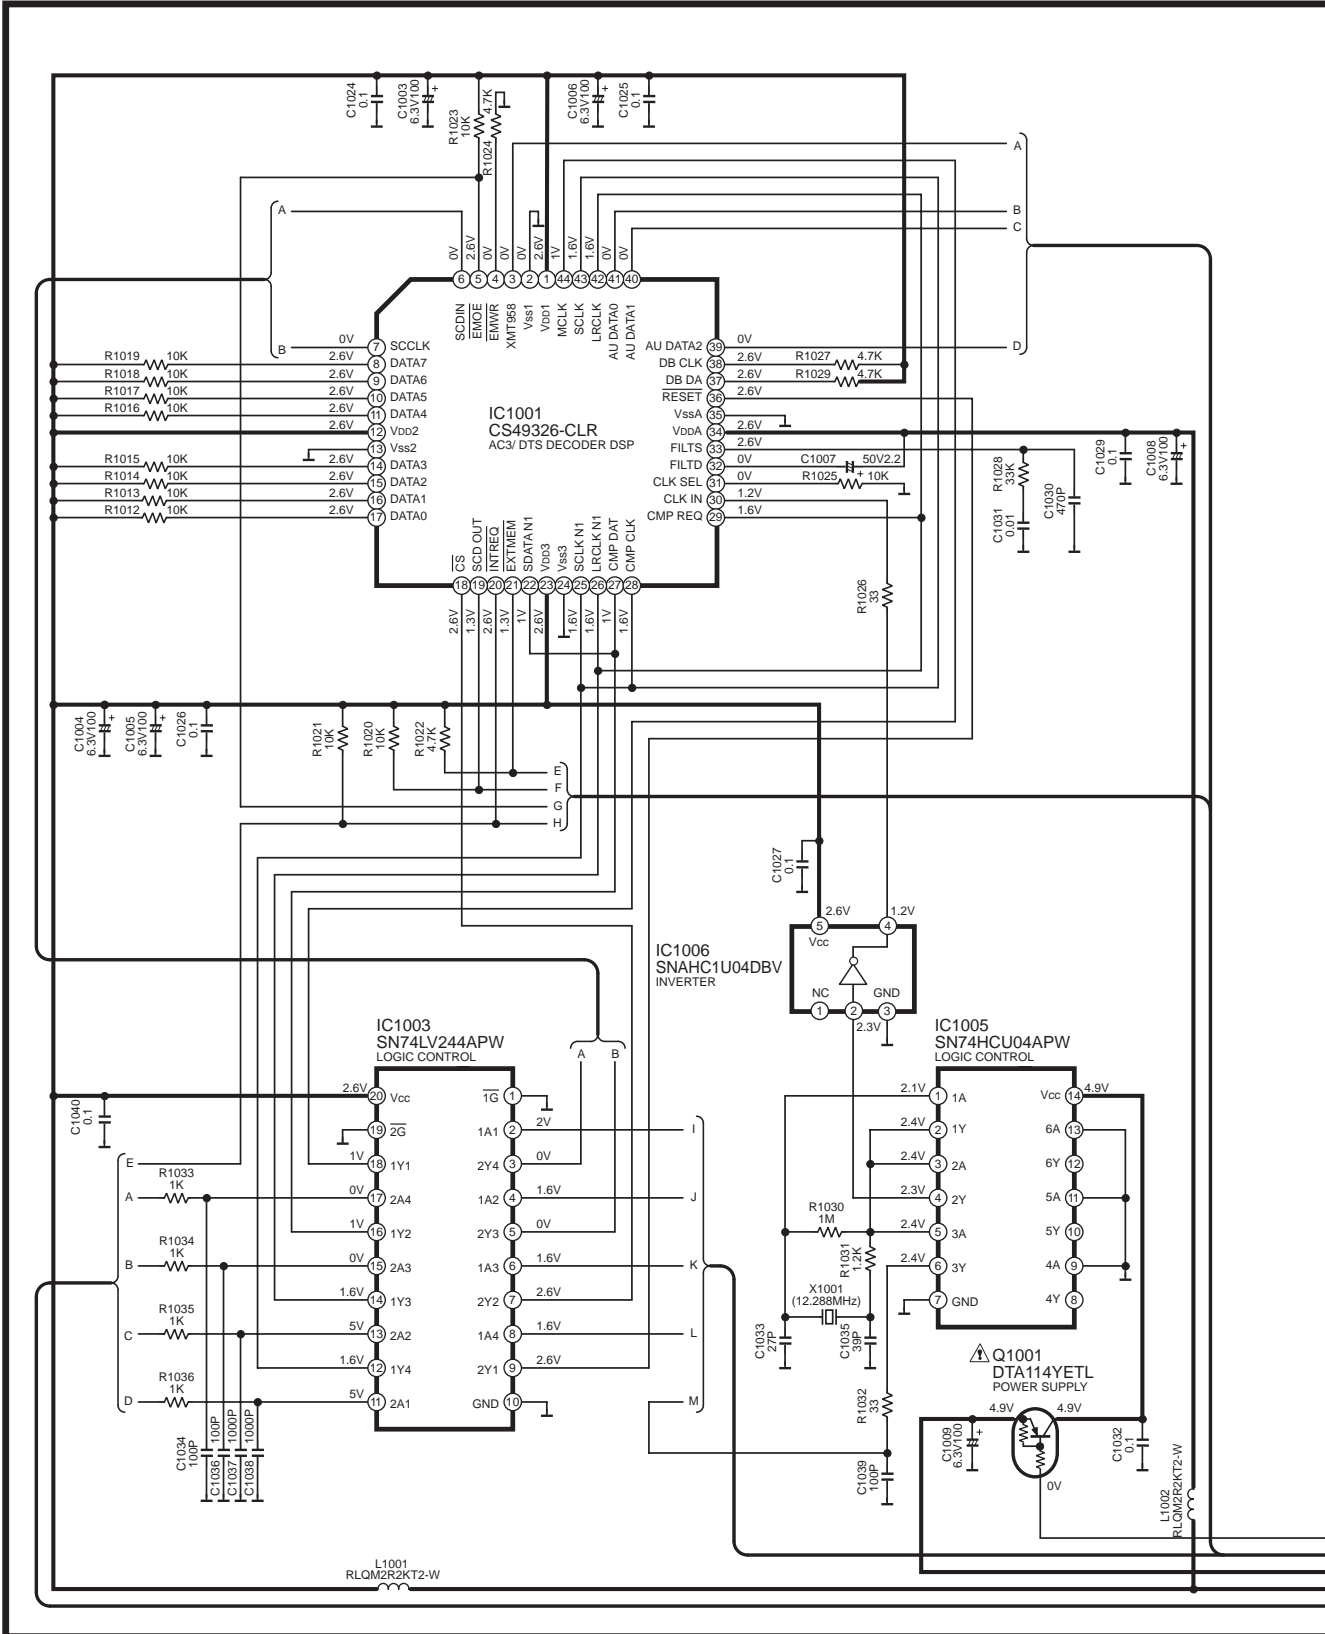 C1024
0.1
C1003
6.3V100
+
R1023
10K
4.7K
R1024
C1006
6.3V100
+
C1025
0.1
A
B
C
D
A
B
0V
2.6V
0V
0V
0V
2.6V
1V
1.6V
1.6V
0V
0V
6 5 4 3 2 1 44 43 42 41 40
SCDIN
EMOE
EMWR
XMT958
Vss1
VDD1
MCLK
SCLK
LRCLK
AU DATA0
AU DATA1
0V 7 SCCLK
R1019 10K 2.6V 8 DATA7
R1018 10K 2.6V 9 DATA6
R1017 10K 2.6V 10 DATA5
R1016 10K 2.6V 11 DATA4
2.6V 12 VDD2
13 Vss2
R1015 10K 2.6V 14 DATA3
R1014 10K 2.6V 15 DATA2
R1013 10K 2.6V 16 DATA1
R1012 10K 2.6V 17 DATA0
IC1001
CS49326-CLR
AC3/ DTS DECODER DSP
AU DATA2 39 0V
DB CLK 38 2.6V R1027 4.7K
DB DA 37 2.6V R1029 4.7K
RESET 36 2.6V
VssA 35
VDDA 34 2.6V
FILTS 33 2.6V
FILTD 32 0V C1007 50V2.2
+
CLK SEL 31 0V R1025 10K
CLK IN 30 1.2V
CMP REQ 29 1.6V
R1028
33K
C1031
0.01
C1030
470P
C1029
0.1
C1008
6.3V100
+
CS
SCD OUT
INTREQ
EXTMEM
SDATA N1
VDD3
Vss3
SCLK N1
LRCLK N1
CMP DAT
CMP CLK
18 19 20 21 22 23 24 25 26 27 28
2.6V
1.3V
2.6V
1.3V
1V
2.6V
1.6V
1.6V
1V
1.6V
R1026
33
C1004
6.3V100
+
C1005
6.3V100
+
C1026
0.1
R1021
10K
R1020
10K
R1022
4.7K
E
F
G
H
C1027
0.1
2.6V
1.2V
5
4
Vcc
IC1006
SNAHC1U04DBV
INVERTER
NC
GND
1 2 3
2.3V
IC1003
SN74LV244APW
LOGIC CONTROL
A
B
C1040
0.1
2.6V 20 Vcc
19 2G
1V 18 1Y1
0V 17 2A4
1V 16 1Y2
0V 15 2A3
1.6V 14 1Y3
5V 13 2A2
1.6V 12 1Y4
5V 11 2A1
1G 1
1A1 2 2V
2Y4 3 0V
1A2 4 1.6V
2Y3 5 0V
1A3 6 1.6V
2Y2 7 2.6V
1A4 8 1.6V
2Y1 9 2.6V
GND 10
E
A
R1033
1K
B
R1034
1K
C
R1035
1K
D
R1036
1K
C1034
100P
C1036
100P
C1037
1000P
C1038
1000P
I
J
K
L
M
IC1005
SN74HCU04APW
LOGIC CONTROL
2.1V 1 1A
2.4V 2 1Y
2.4V 3 2A
2.3V 4 2Y
2.4V 5 3A
2.4V 6 3Y
7 GND
Vcc 14 4.9V
6A 13
6Y 12
5A 11
5Y 10
4A 9
4Y 8
R1030
1M
R1031
1.2K
X1001
(12.288MHz)
C1033
27P
C1035
39P
R1032
33
C1039
100P
Q1001
DTA114YETL
POWER SUPPLY
4.9V
4.9V
0V
C1009
6.3V100
+
C1032
0.1
L1002
RLQM2R2KT2-W
L1001
RLQM2R2KT2-W